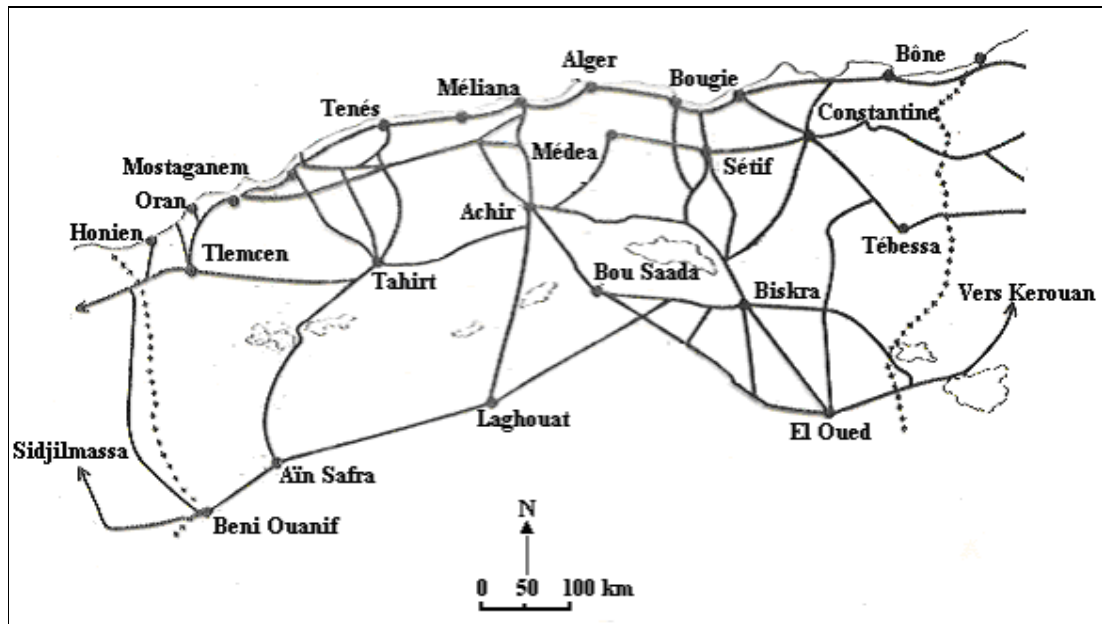 Bône
Alger
Bougie
Méliana
Tenés
Constantine
Médea
Sétif
Mostaganem
Oran
Achir
Honien
Tébessa
Tlemcen
Tahirt
Bou Saada
Biskra
Vers Kerouan
Laghouat
El Oued
Sidjilmassa
Aïn Safra
Beni Ouanif
N
0 50 100 km